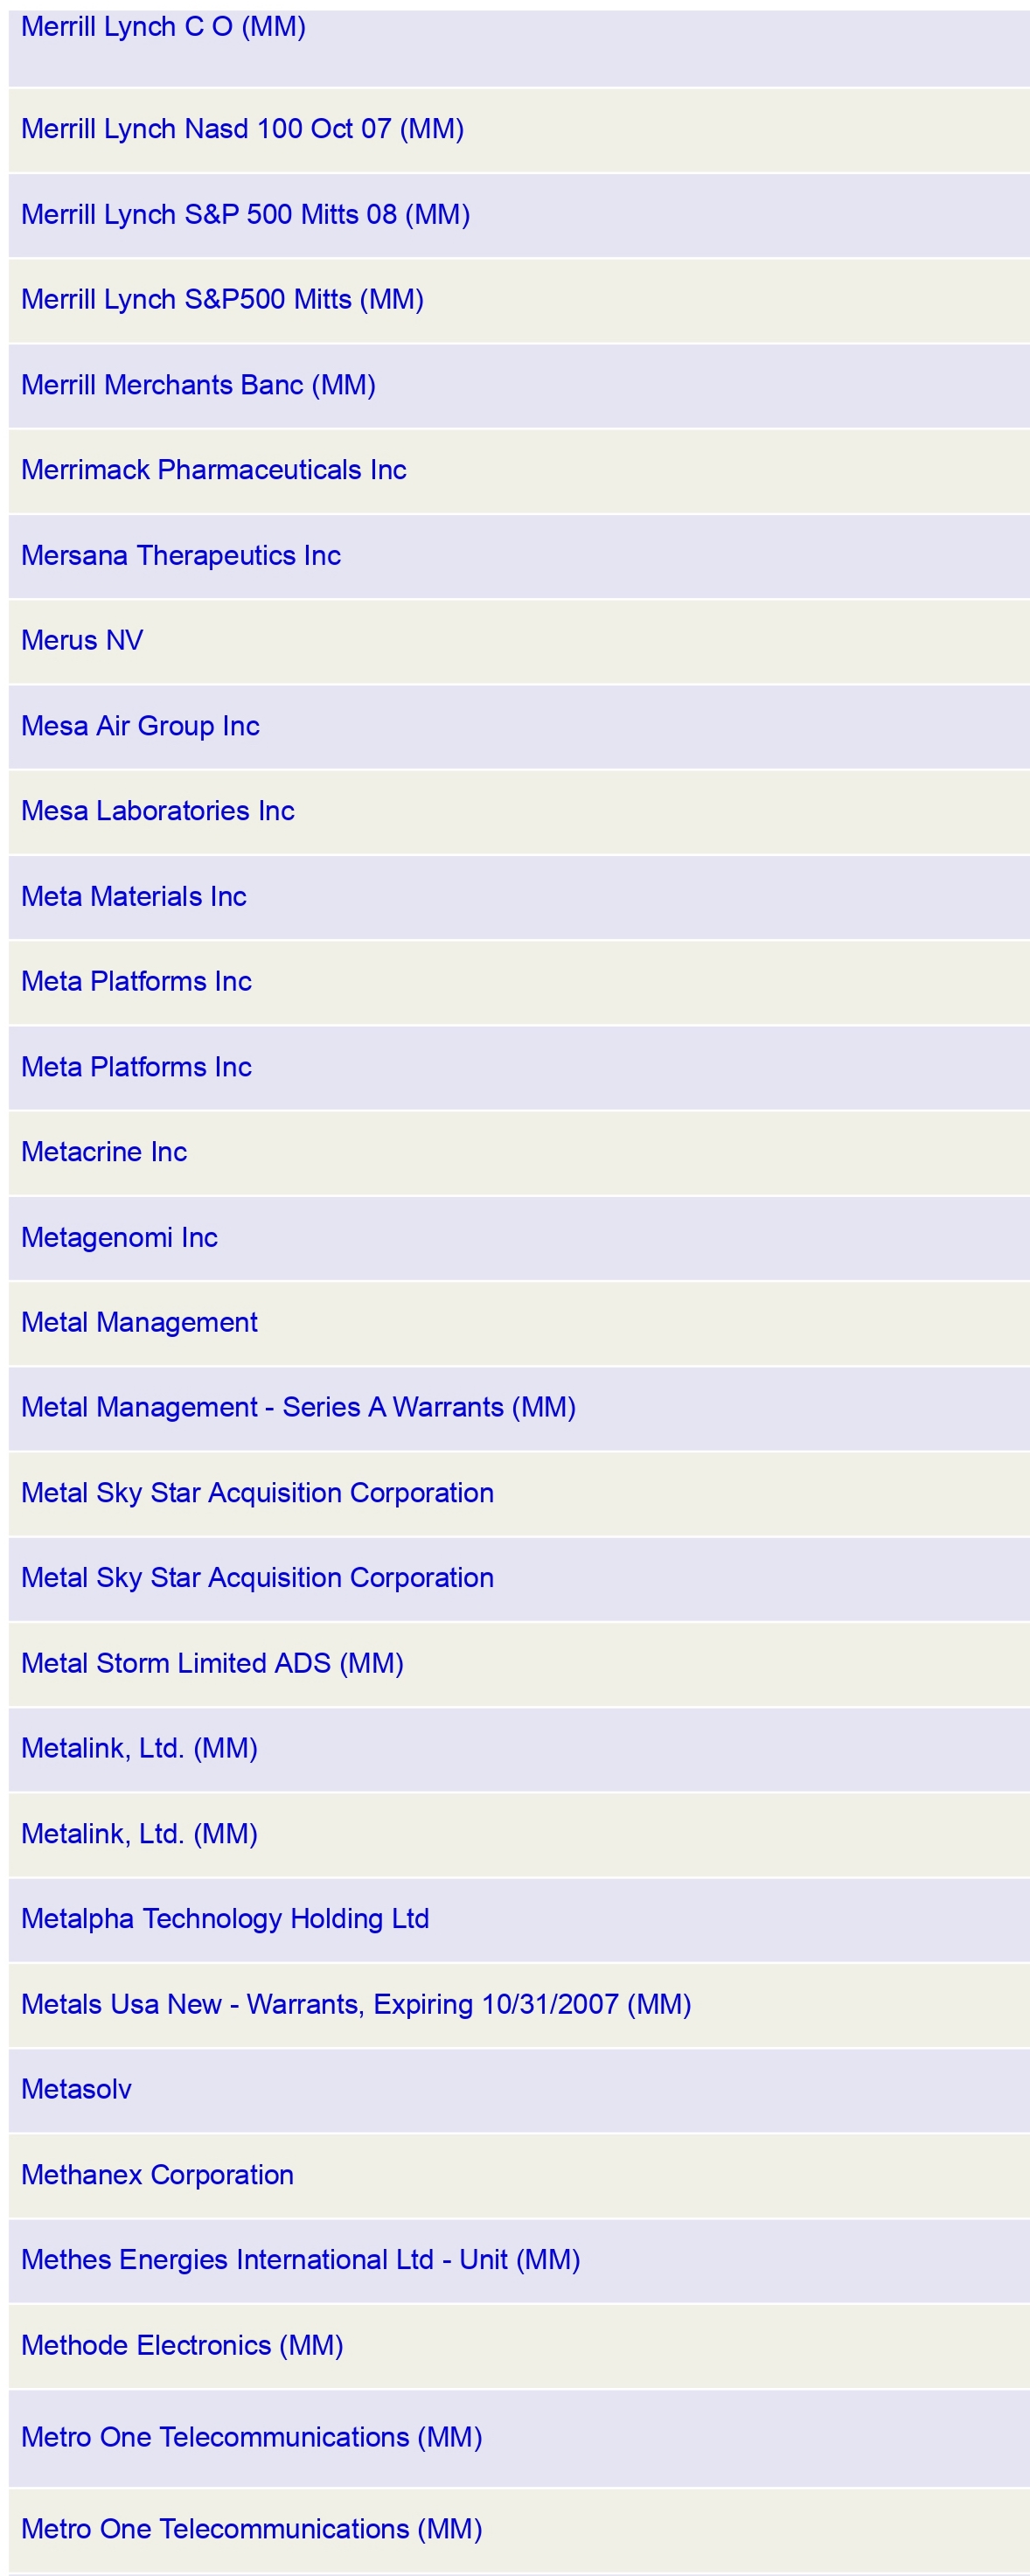 Merrill Lynch C O (MM)
Merrill Lynch Nasd 100 Oct 07 (MM)
Merrill Lynch S&P 500 Mitts 08 (MM)
Merrill Lynch S&P500 Mitts (MM)
Merrill Merchants Banc (MM)
Merrimack Pharmaceuticals Inc
Mersana Therapeutics Inc
Merus NV
Mesa Air Group Inc
Mesa Laboratories Inc
Meta Materials Inc
Meta Platforms Inc
Meta Platforms Inc
Metacrine Inc
Metagenomi Inc
Metal Management
Metal Management - Series A Warrants (MM)
Metal Sky Star Acquisition Corporation
Metal Sky Star Acquisition Corporation
Metal Storm Limited ADS (MM)
Metalink, Ltd. (MM)
Metalink, Ltd. (MM)
Metalpha Technology Holding Ltd
Metals Usa New - Warrants, Expiring 10/31/2007 (MM)
Metasolv
Methanex Corporation
Methes Energies International Ltd - Unit (MM)
Methode Electronics (MM)
Metro One Telecommunications (MM)
Metro One Telecommunications (MM)